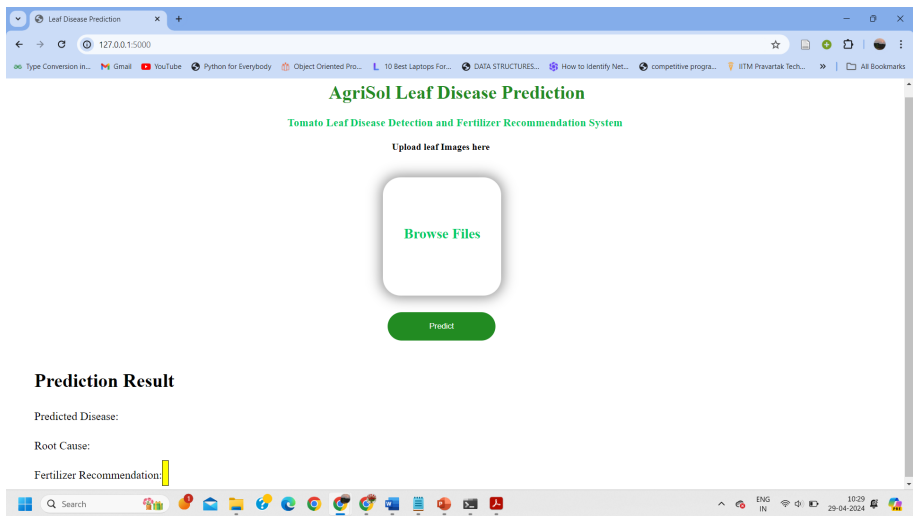 Leaf Disease Prediction
127.0.0.1:5000
Type Conversion in... Gmail YouTube Python for Everybody Object Oriented Pro... 10 Best Laptops For... DATA STRUCTURES... How to Identify Net... competitive progra... IITM Pravartak Tech... » All Bookmarks
AgriSol Leaf Disease Prediction
Tomato Leaf Disease Detection and Fertilizer Recommendation System
Upload leaf Images here
Browse Files
Predict
Prediction Result
Predicted Disease:
Root Cause:
Fertilizer Recommendation:
Search
ENG
IN
10:29
29-04-2024